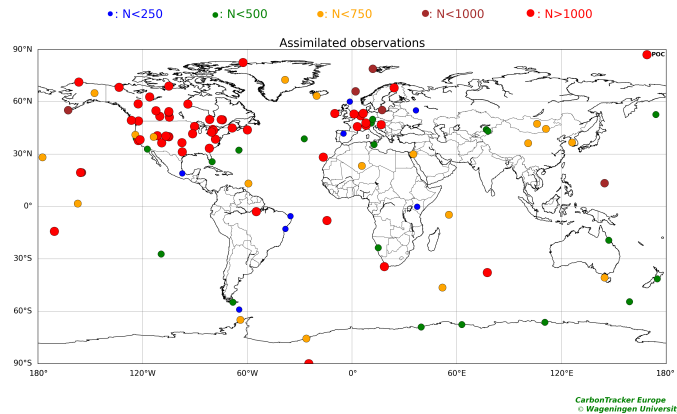 : N<250 : N<500 : N<750 : N<1000 : N>1000
Assimilated observations
90°N
POC
60°N
30°N
0°
30°S
60°S
90°S
180° 120°W 60°W 0° 60°E 120°E 180°
CarbonTracker Europe
© Wageningen Universit